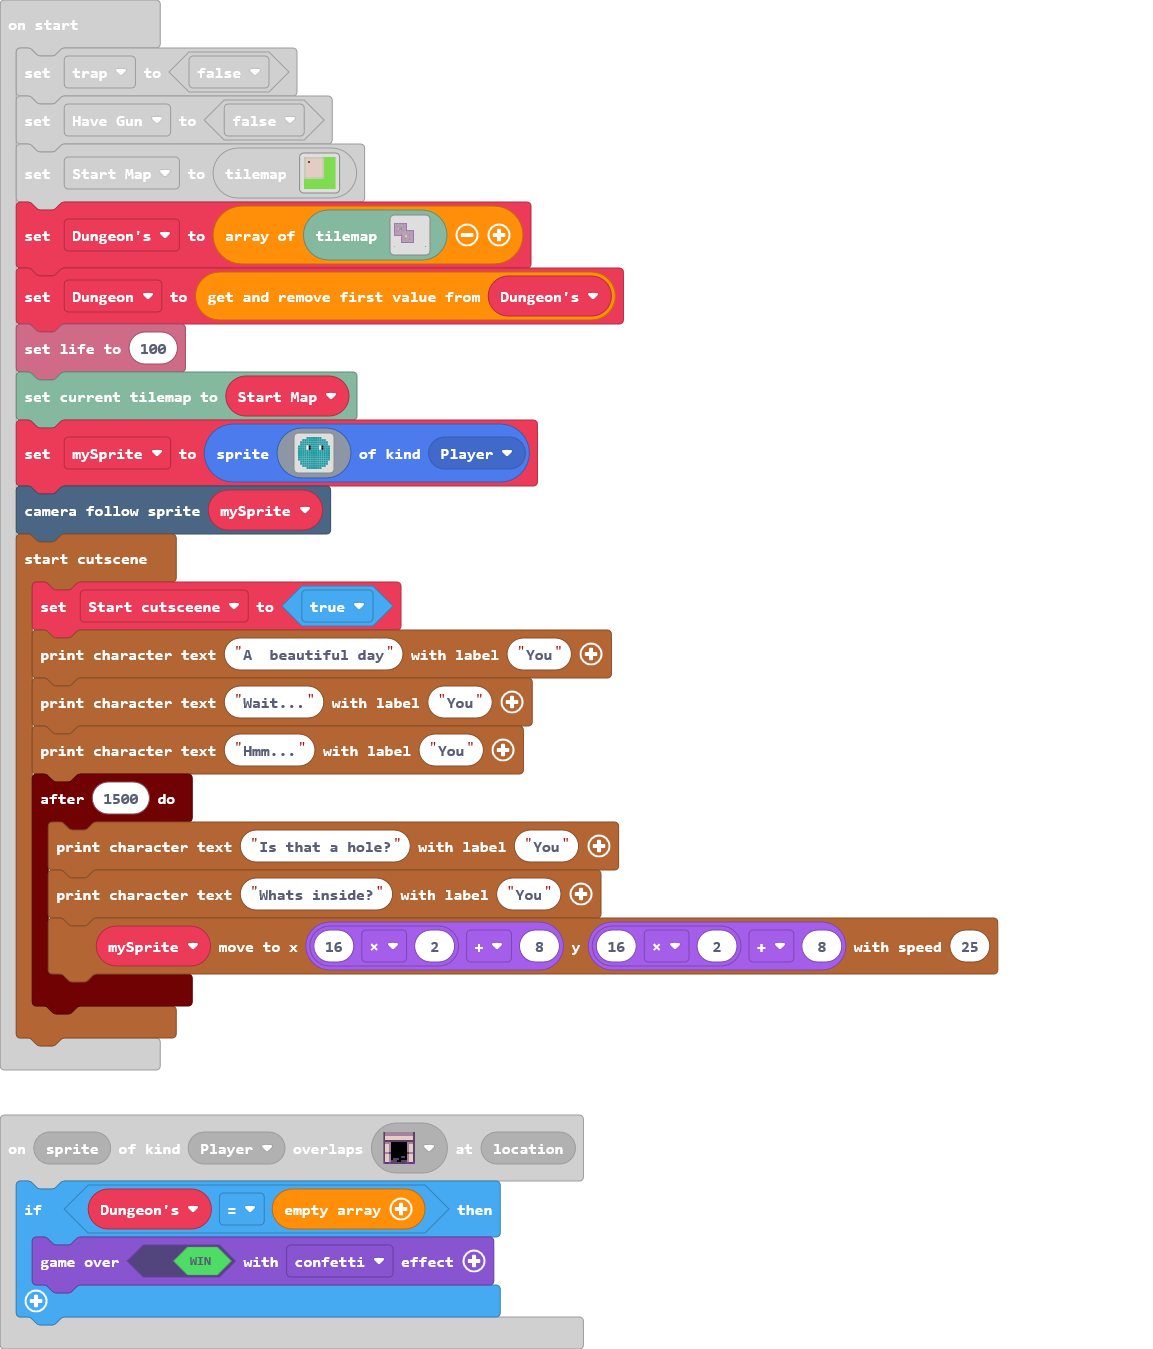 on start
set trap to false
set Have Gun to false
set Start Map to tilemap
set Dungeon's to array of tilemap
set Dungeon to get and remove first value from Dungeon's
set life to 100
set current tilemap to Start Map
set mySprite to sprite of kind Player
camera follow sprite mySprite
start cutscene
set Start cutsceene to true
print character text "A  beautiful day" with label "You"
print character text "Wait..." with label "You"
print character text "Hmm..." with label "You"
after 1500 do
print character text "Is that a hole?" with label "You"
print character text "Whats inside?" with label "You"
mySprite move to x 16 × 2 + 8 y 16 × 2 + 8 with speed 25
on sprite of kind Player overlaps at location
if Dungeon's = empty array then
game over WIN with confetti effect